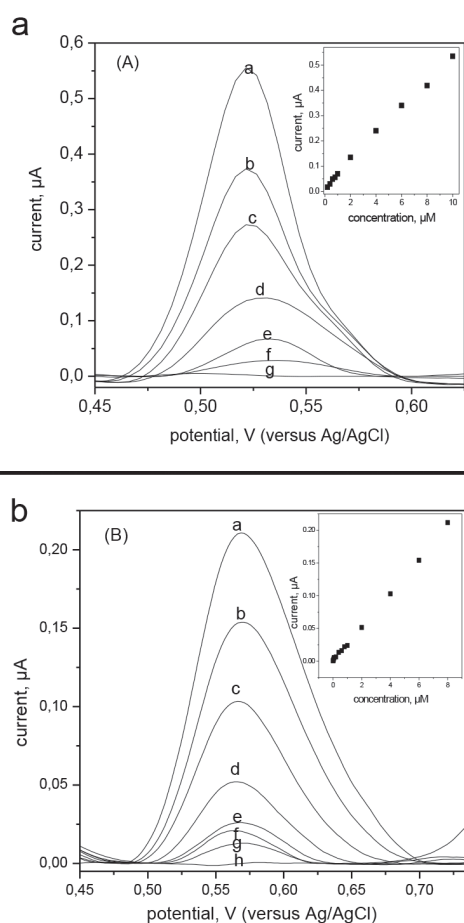 a
(A)
current, µA
0,6
0,5
0,4
0,3
0,2
0,1
0,0
0,45
0,50
0,55
0,60
potential, V (versus Ag/AgCl)
a
b
c
d
e
f
g
current, µA
0.5
0.4
0.3
0.2
0.1
0.0
0
2
4
6
8
10
concentration, µM
b
(B)
current, µA
0,20
0,15
0,10
0,05
0,00
0,45
0,50
0,55
0,60
0,65
0,70
potential, V (versus Ag/AgCl)
a
b
c
d
e
f
g
h
current, µA
0.20
0.15
0.10
0.05
0.00
0
2
4
6
8
concentration, µM